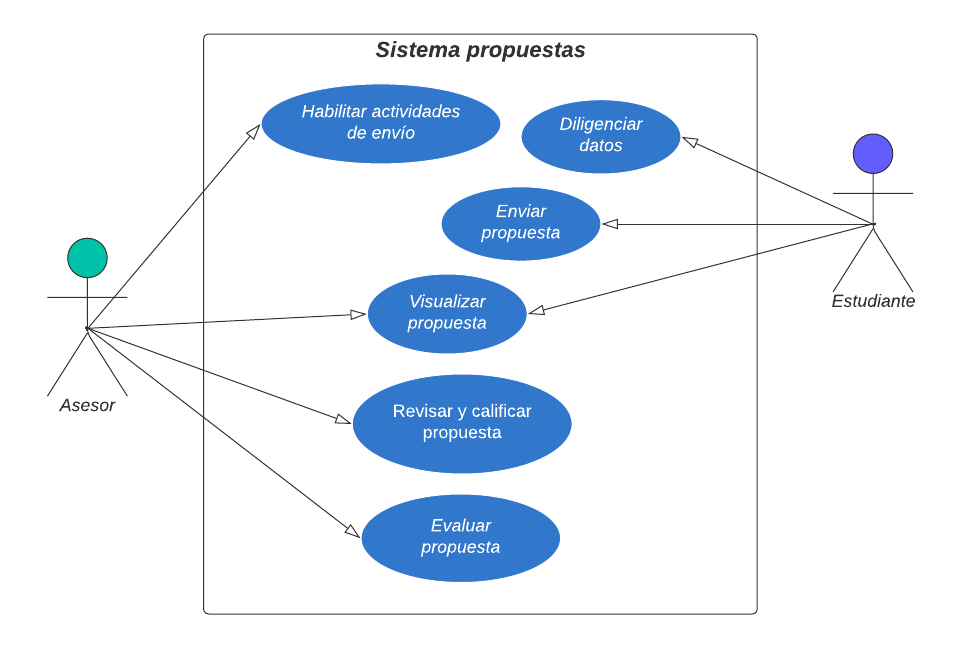 Sistema propuestas
Habilitar actividades
de envío
Diligenciar
datos
Enviar
propuesta
Visualizar
propuesta
Estudiante
Asesor
Revisar y calificar
propuesta
Evaluar
propuesta